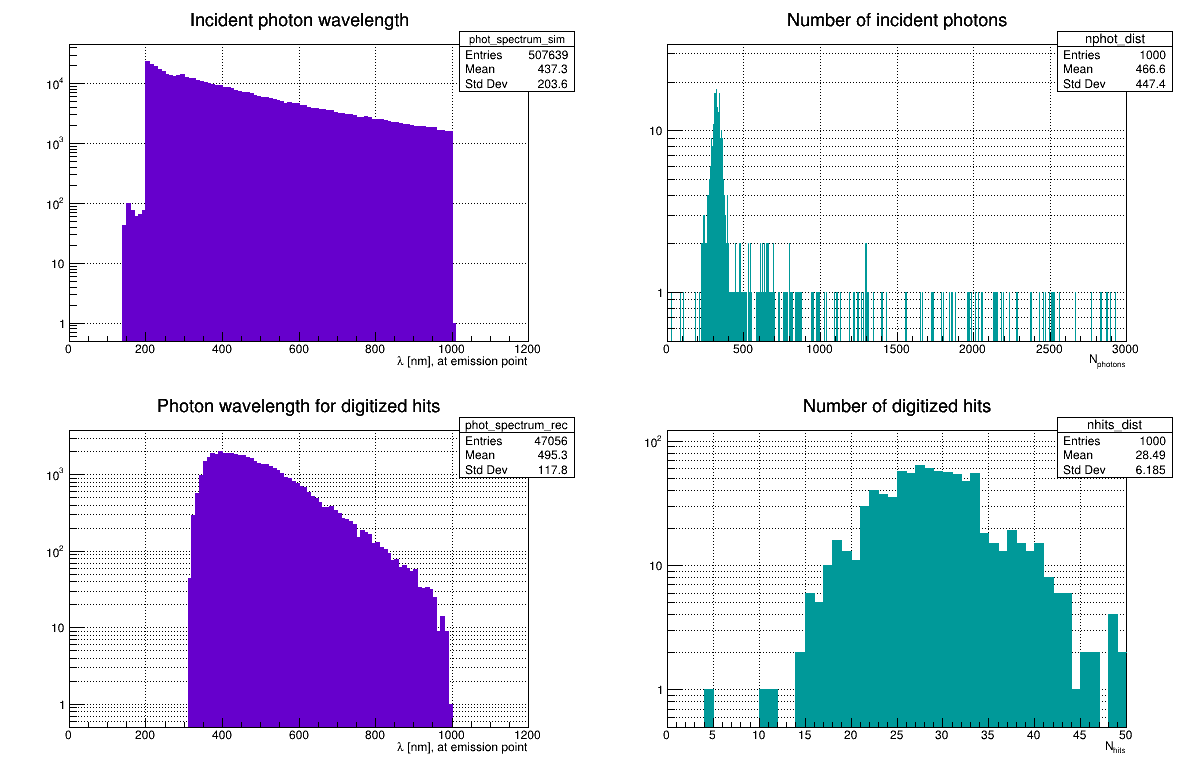 Incident photon wavelength
phot_spectrum_sim
Entries 507639
Mean 437.3
Std Dev 203.6
10^4
10^3
10^2
10
1
0 200 400 600 800 1000 1200
λ [nm], at emission point
Number of incident photons
nphot_dist
Entries 1000
Mean 466.6
Std Dev 447.4
10
1
0 500 1000 1500 2000 2500 3000
N_photons
Photon wavelength for digitized hits
phot_spectrum_rec
Entries 47056
Mean 495.3
Std Dev 117.8
10^3
10^2
10
1
0 200 400 600 800 1000 1200
λ [nm], at emission point
Number of digitized hits
nhits_dist
Entries 1000
Mean 28.49
Std Dev 6.185
10^2
10
1
0 5 10 15 20 25 30 35 40 45 50
N_hits